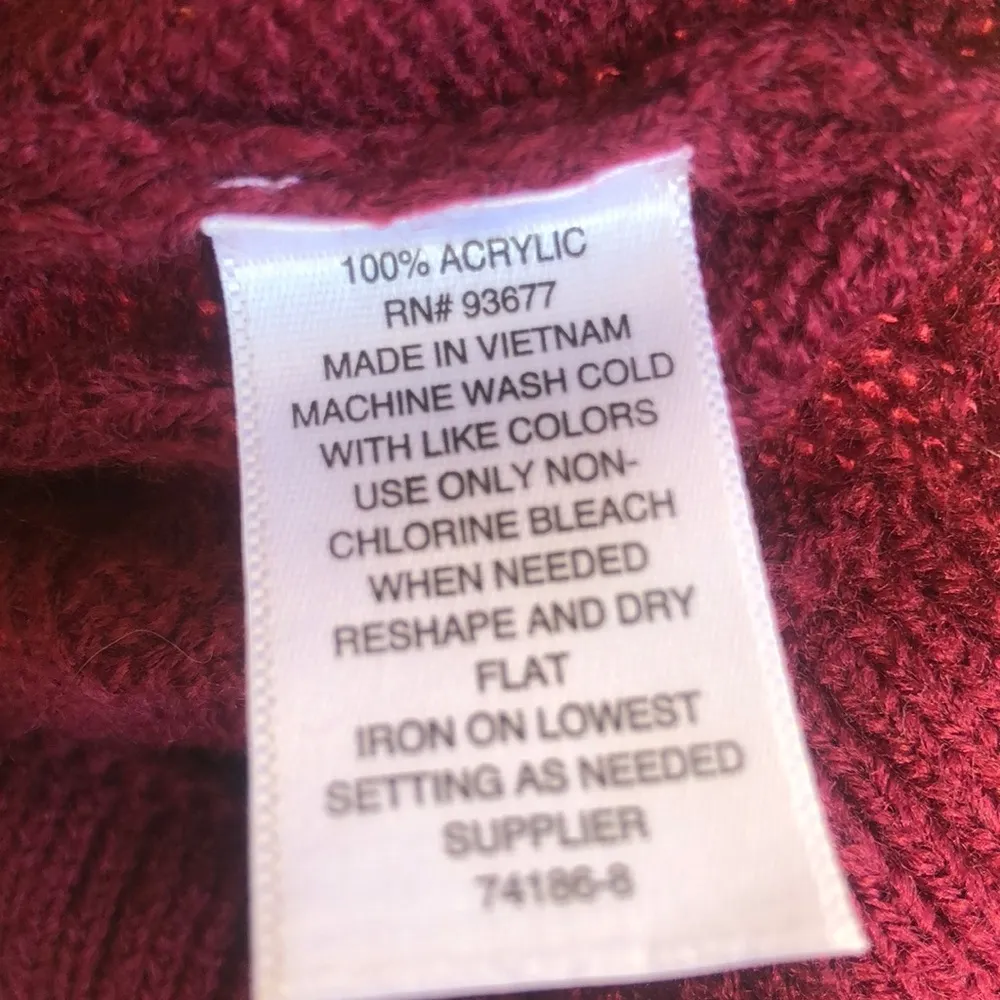 100% ACRYLIC
RN# 93677
MADE IN VIETNAM
MACHINE WASH COLD
WITH LIKE COLORS
USE ONLY NON-
CHLORINE BLEACH
WHEN NEEDED
RESHAPE AND DRY
FLAT
IRON ON LOWEST
SETTING AS NEEDED
SUPPLIER
74186-8